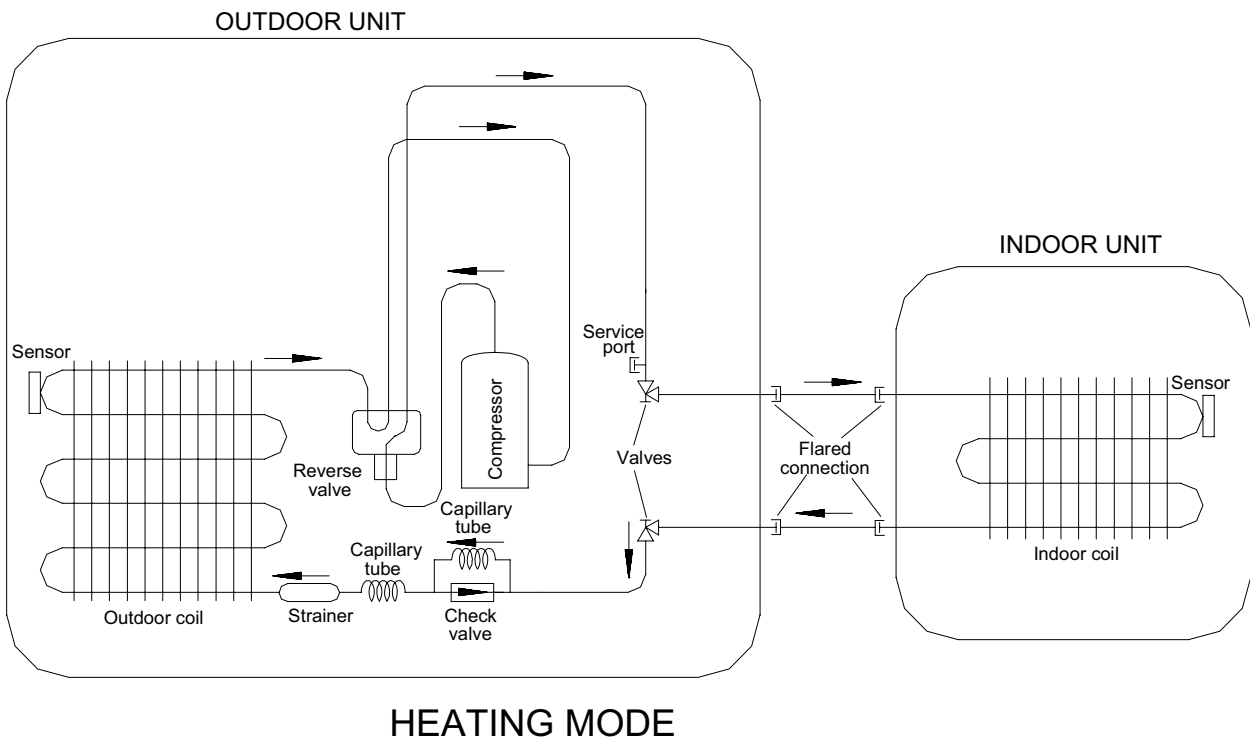 OUTDOOR UNIT
INDOOR UNIT
Service
port
Sensor
Sensor
Compressor
Reverse
valve
Valves
Flared
connection
Capillary
tube
Capillary
tube
Indoor coil
Outdoor coil
Strainer
Check
valve
HEATING MODE